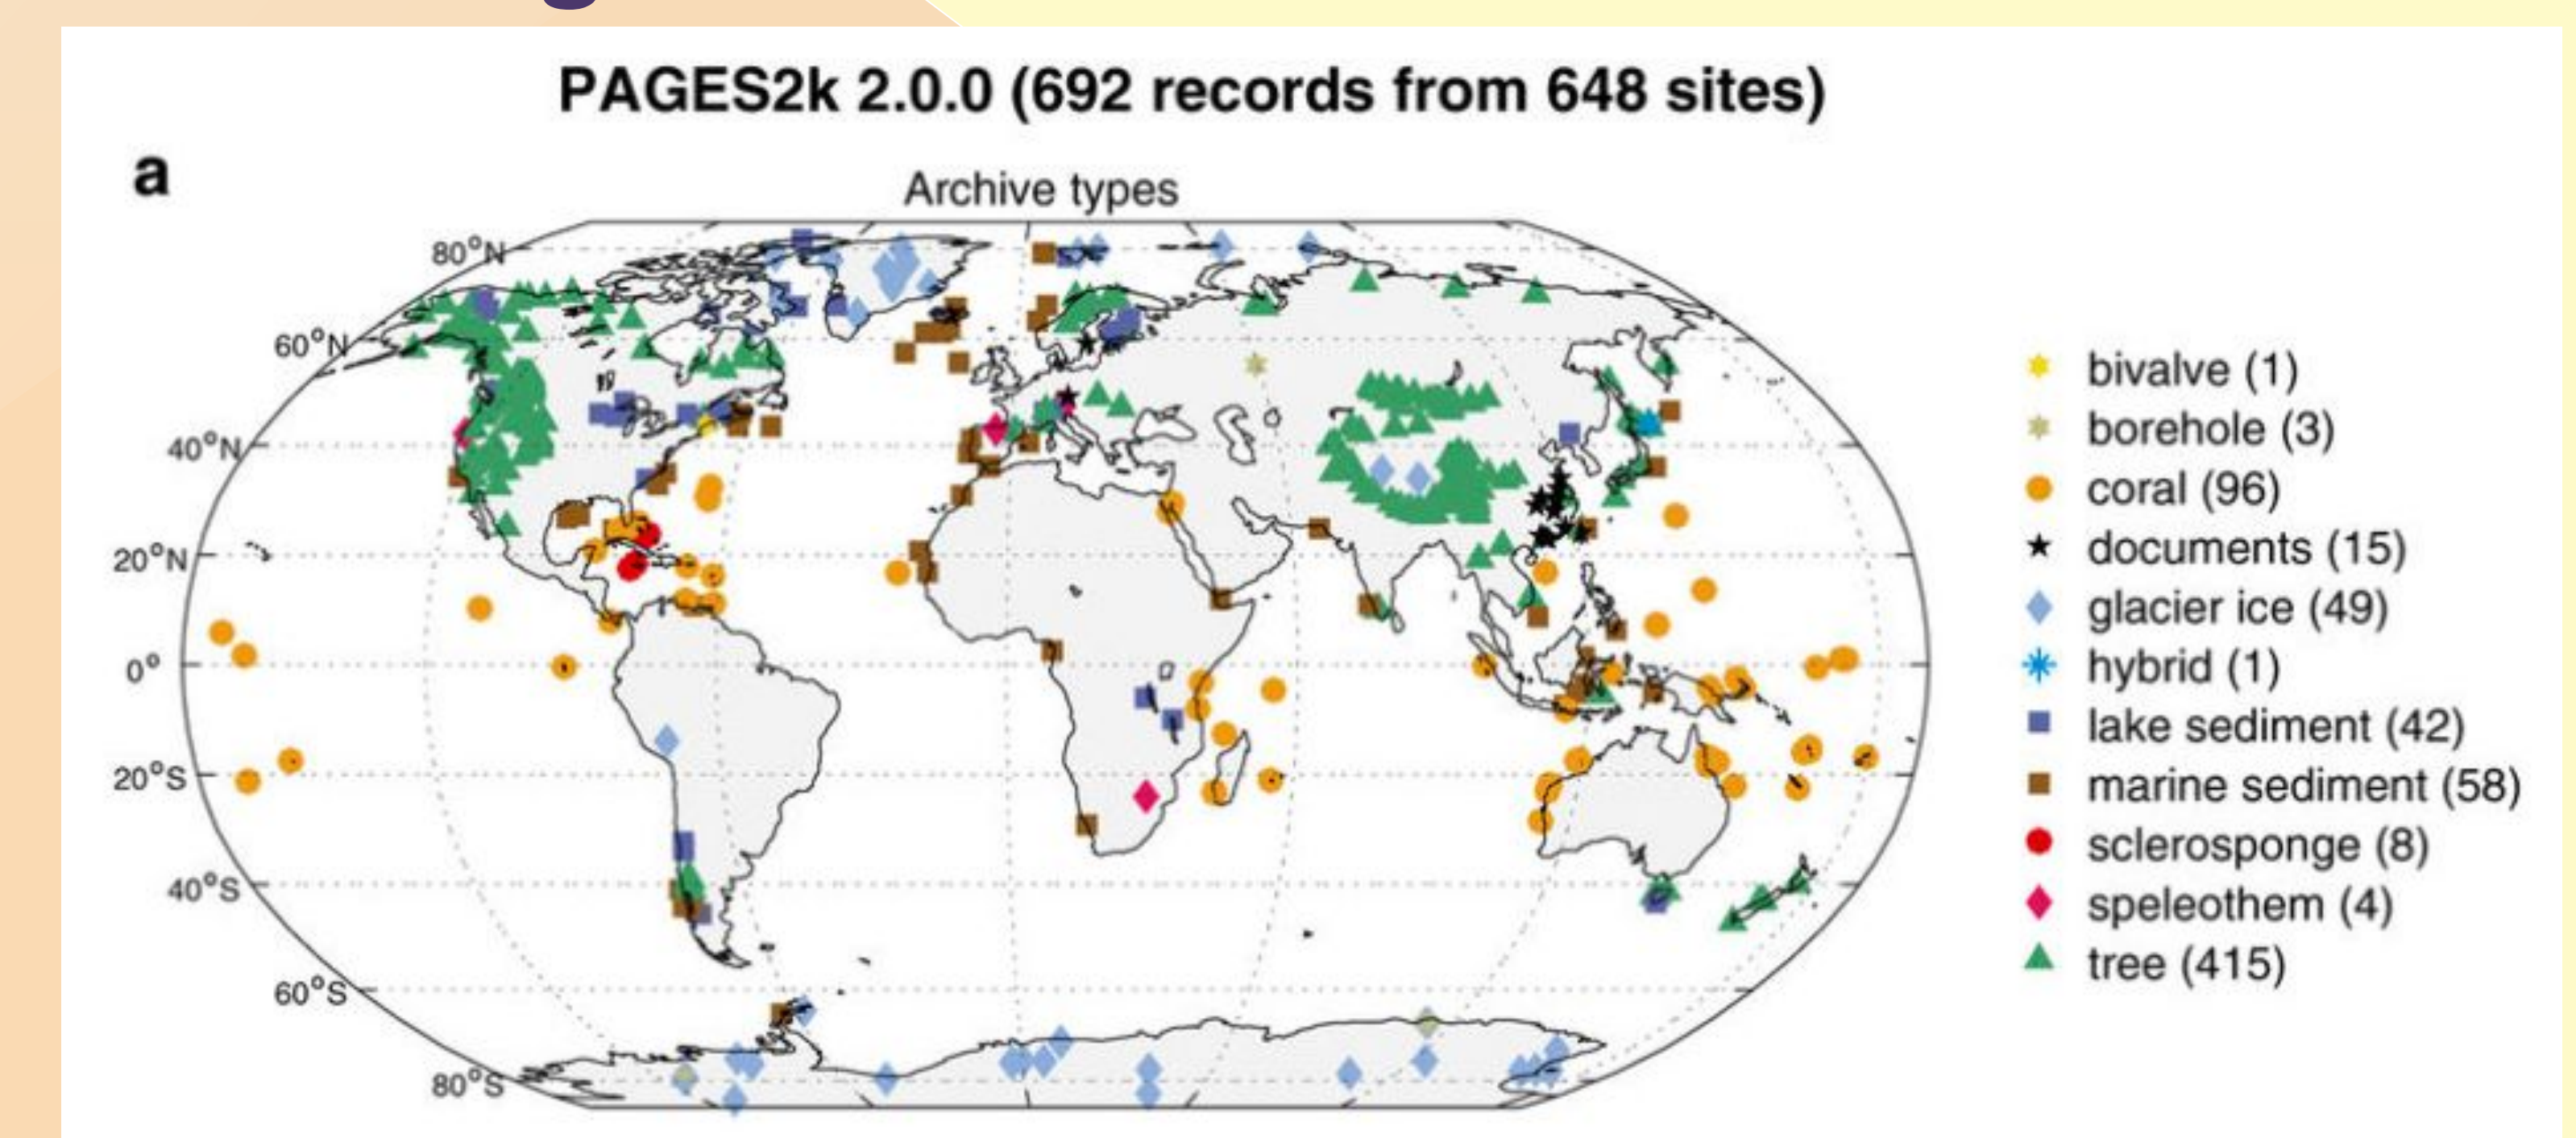 PAGES2k 2.0.0 (692 records from 648 sites)
a
Archive types
80°N
60°N
40°N
20°N
0°
20°S
40°S
60°S
80°S
bivalve (1)
borehole (3)
coral (96)
documents (15)
glacier ice (49)
hybrid (1)
lake sediment (42)
marine sediment (58)
sclerosponge (8)
speleothem (4)
tree (415)